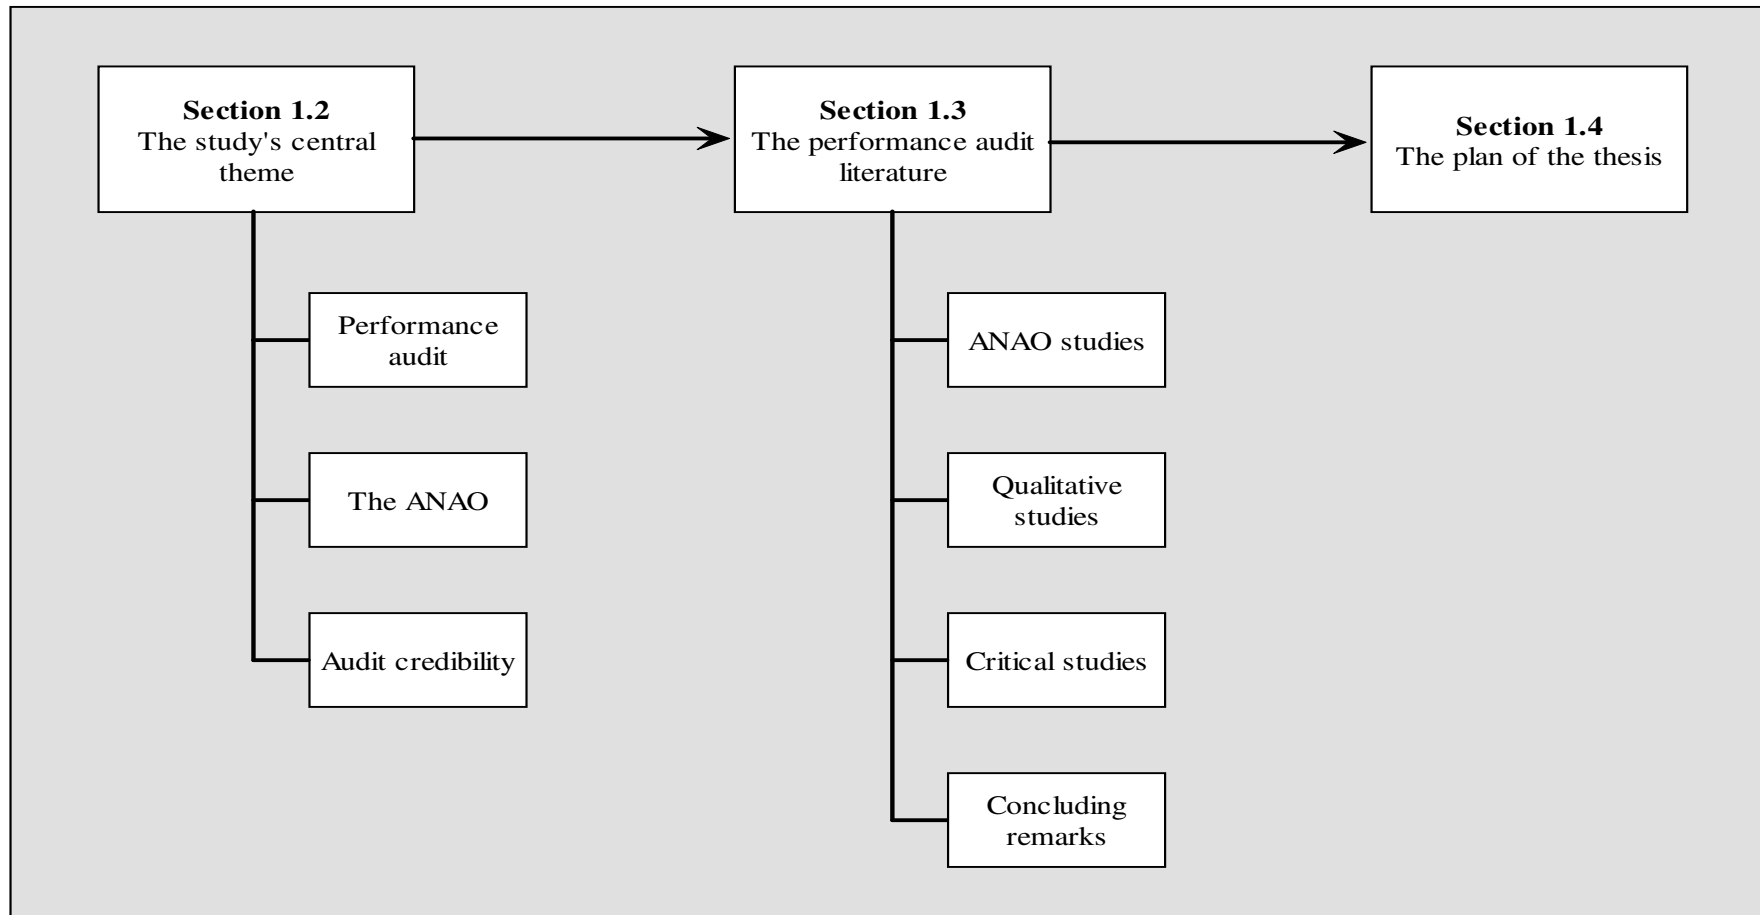 Section 1.2
The study's central
theme
Section 1.3
The performance audit
literature
Section 1.4
The plan of the thesis
Performance
audit
The ANAO
Audit credibility
ANAO studies
Qualitative
studies
Critical studies
Concluding
remarks